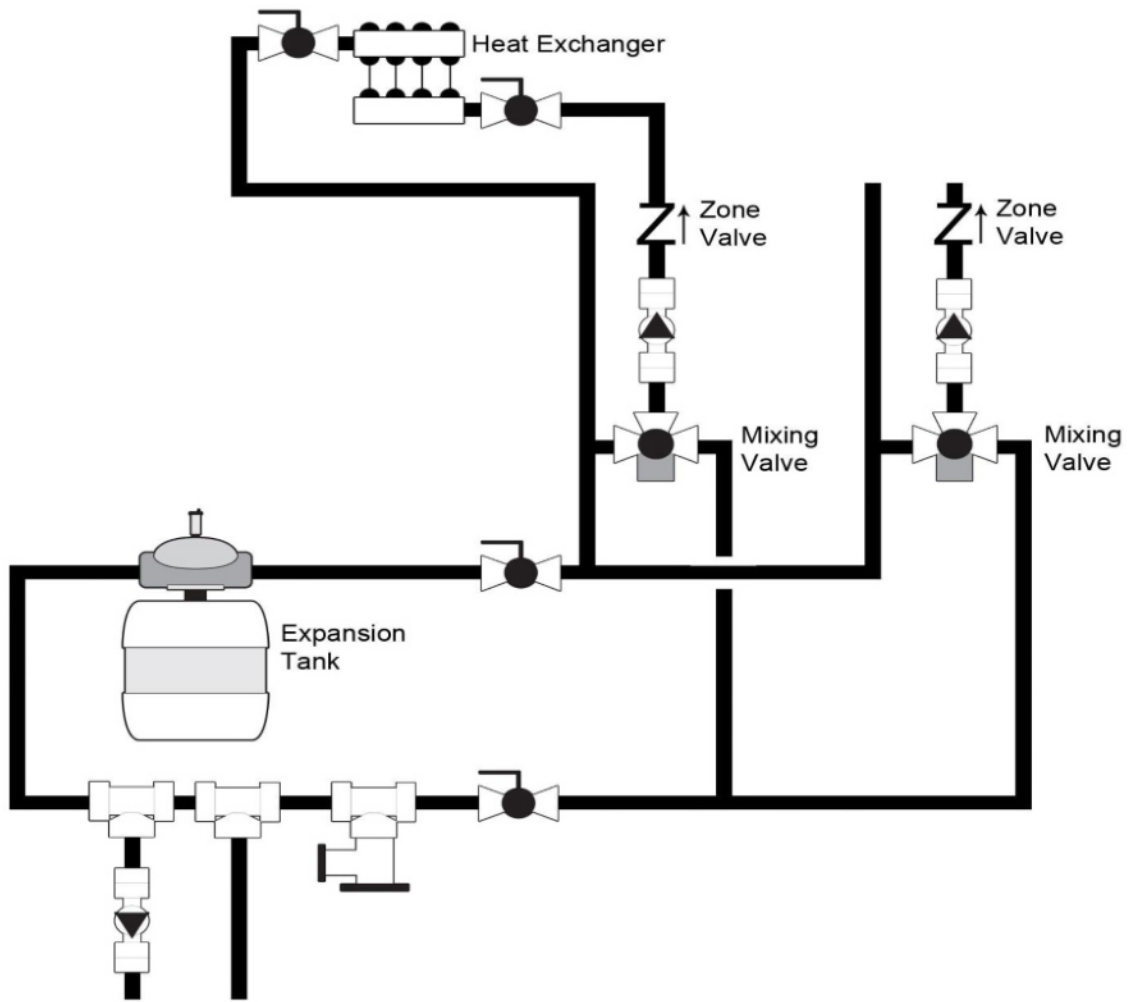 Heat Exchanger
Zone
Valve
Zone
Valve
Mixing
Valve
Mixing
Valve
Expansion
Tank